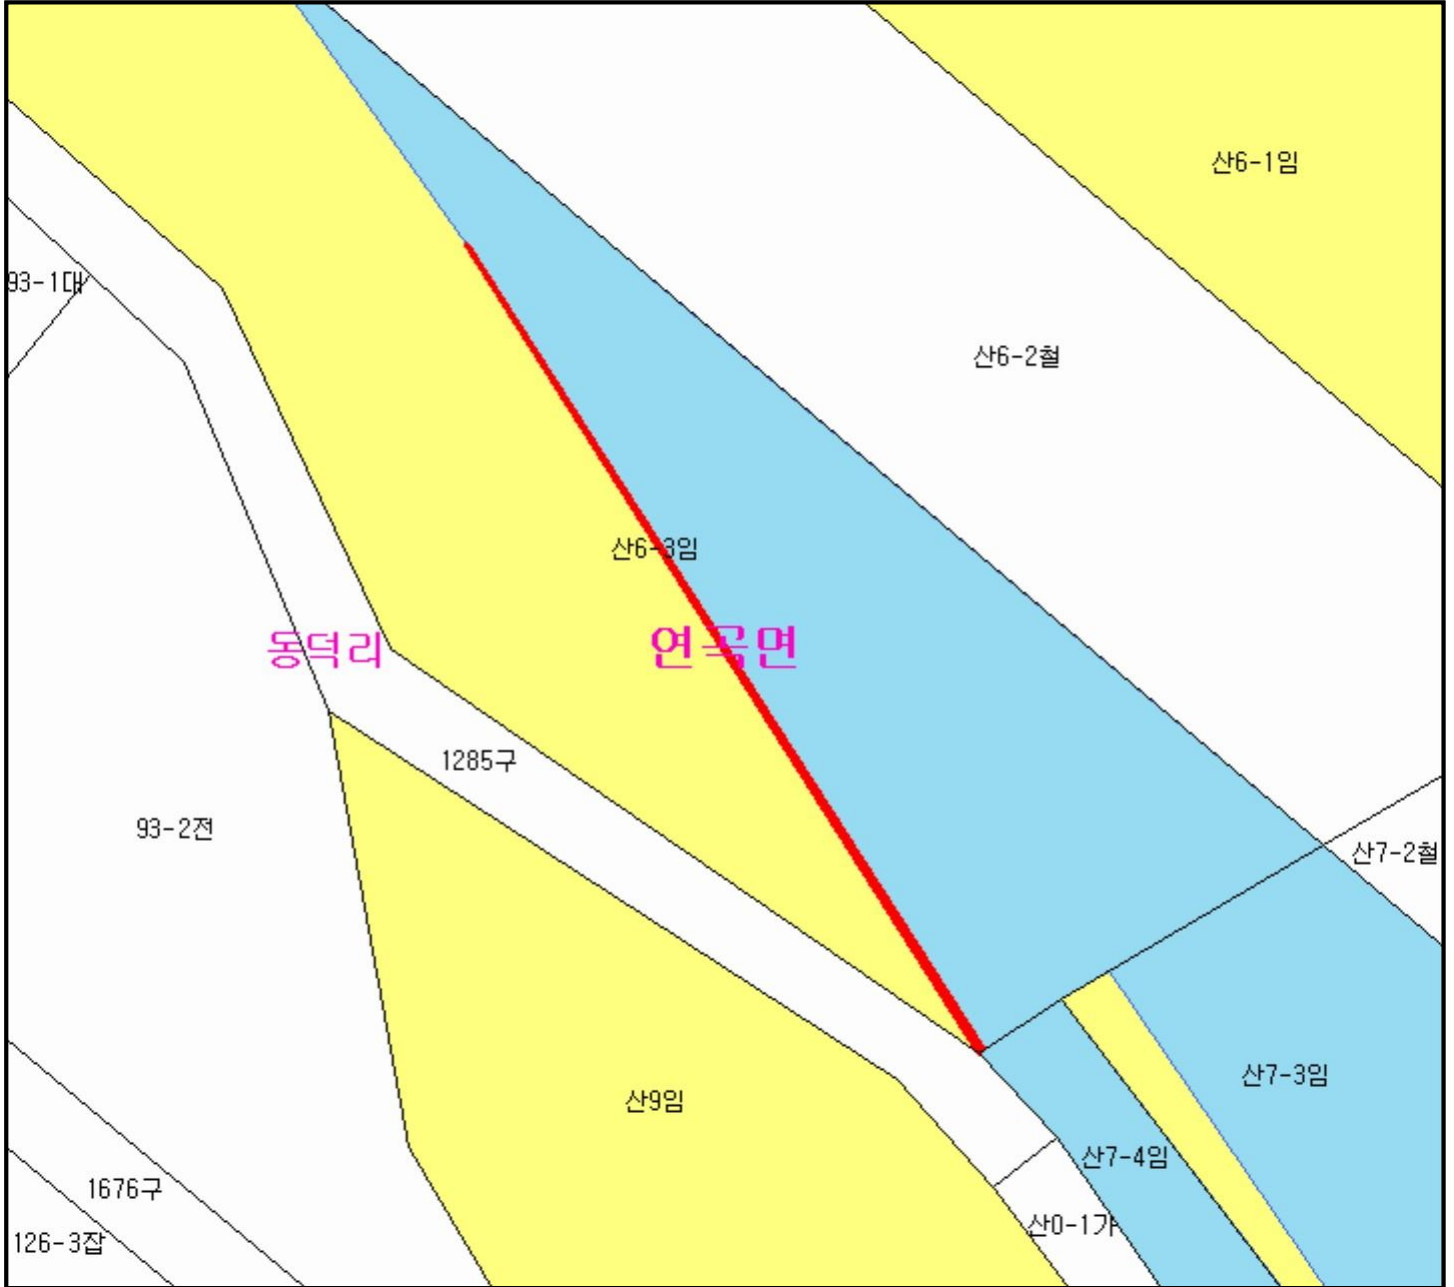 산6-1임
93-1대
산6-2철
산6-3임
동덕리
연곡면
1285구
93-2전
산7-2철
산7-3임
산9임
산7-4임
1676구
산0-1가
126-3잡